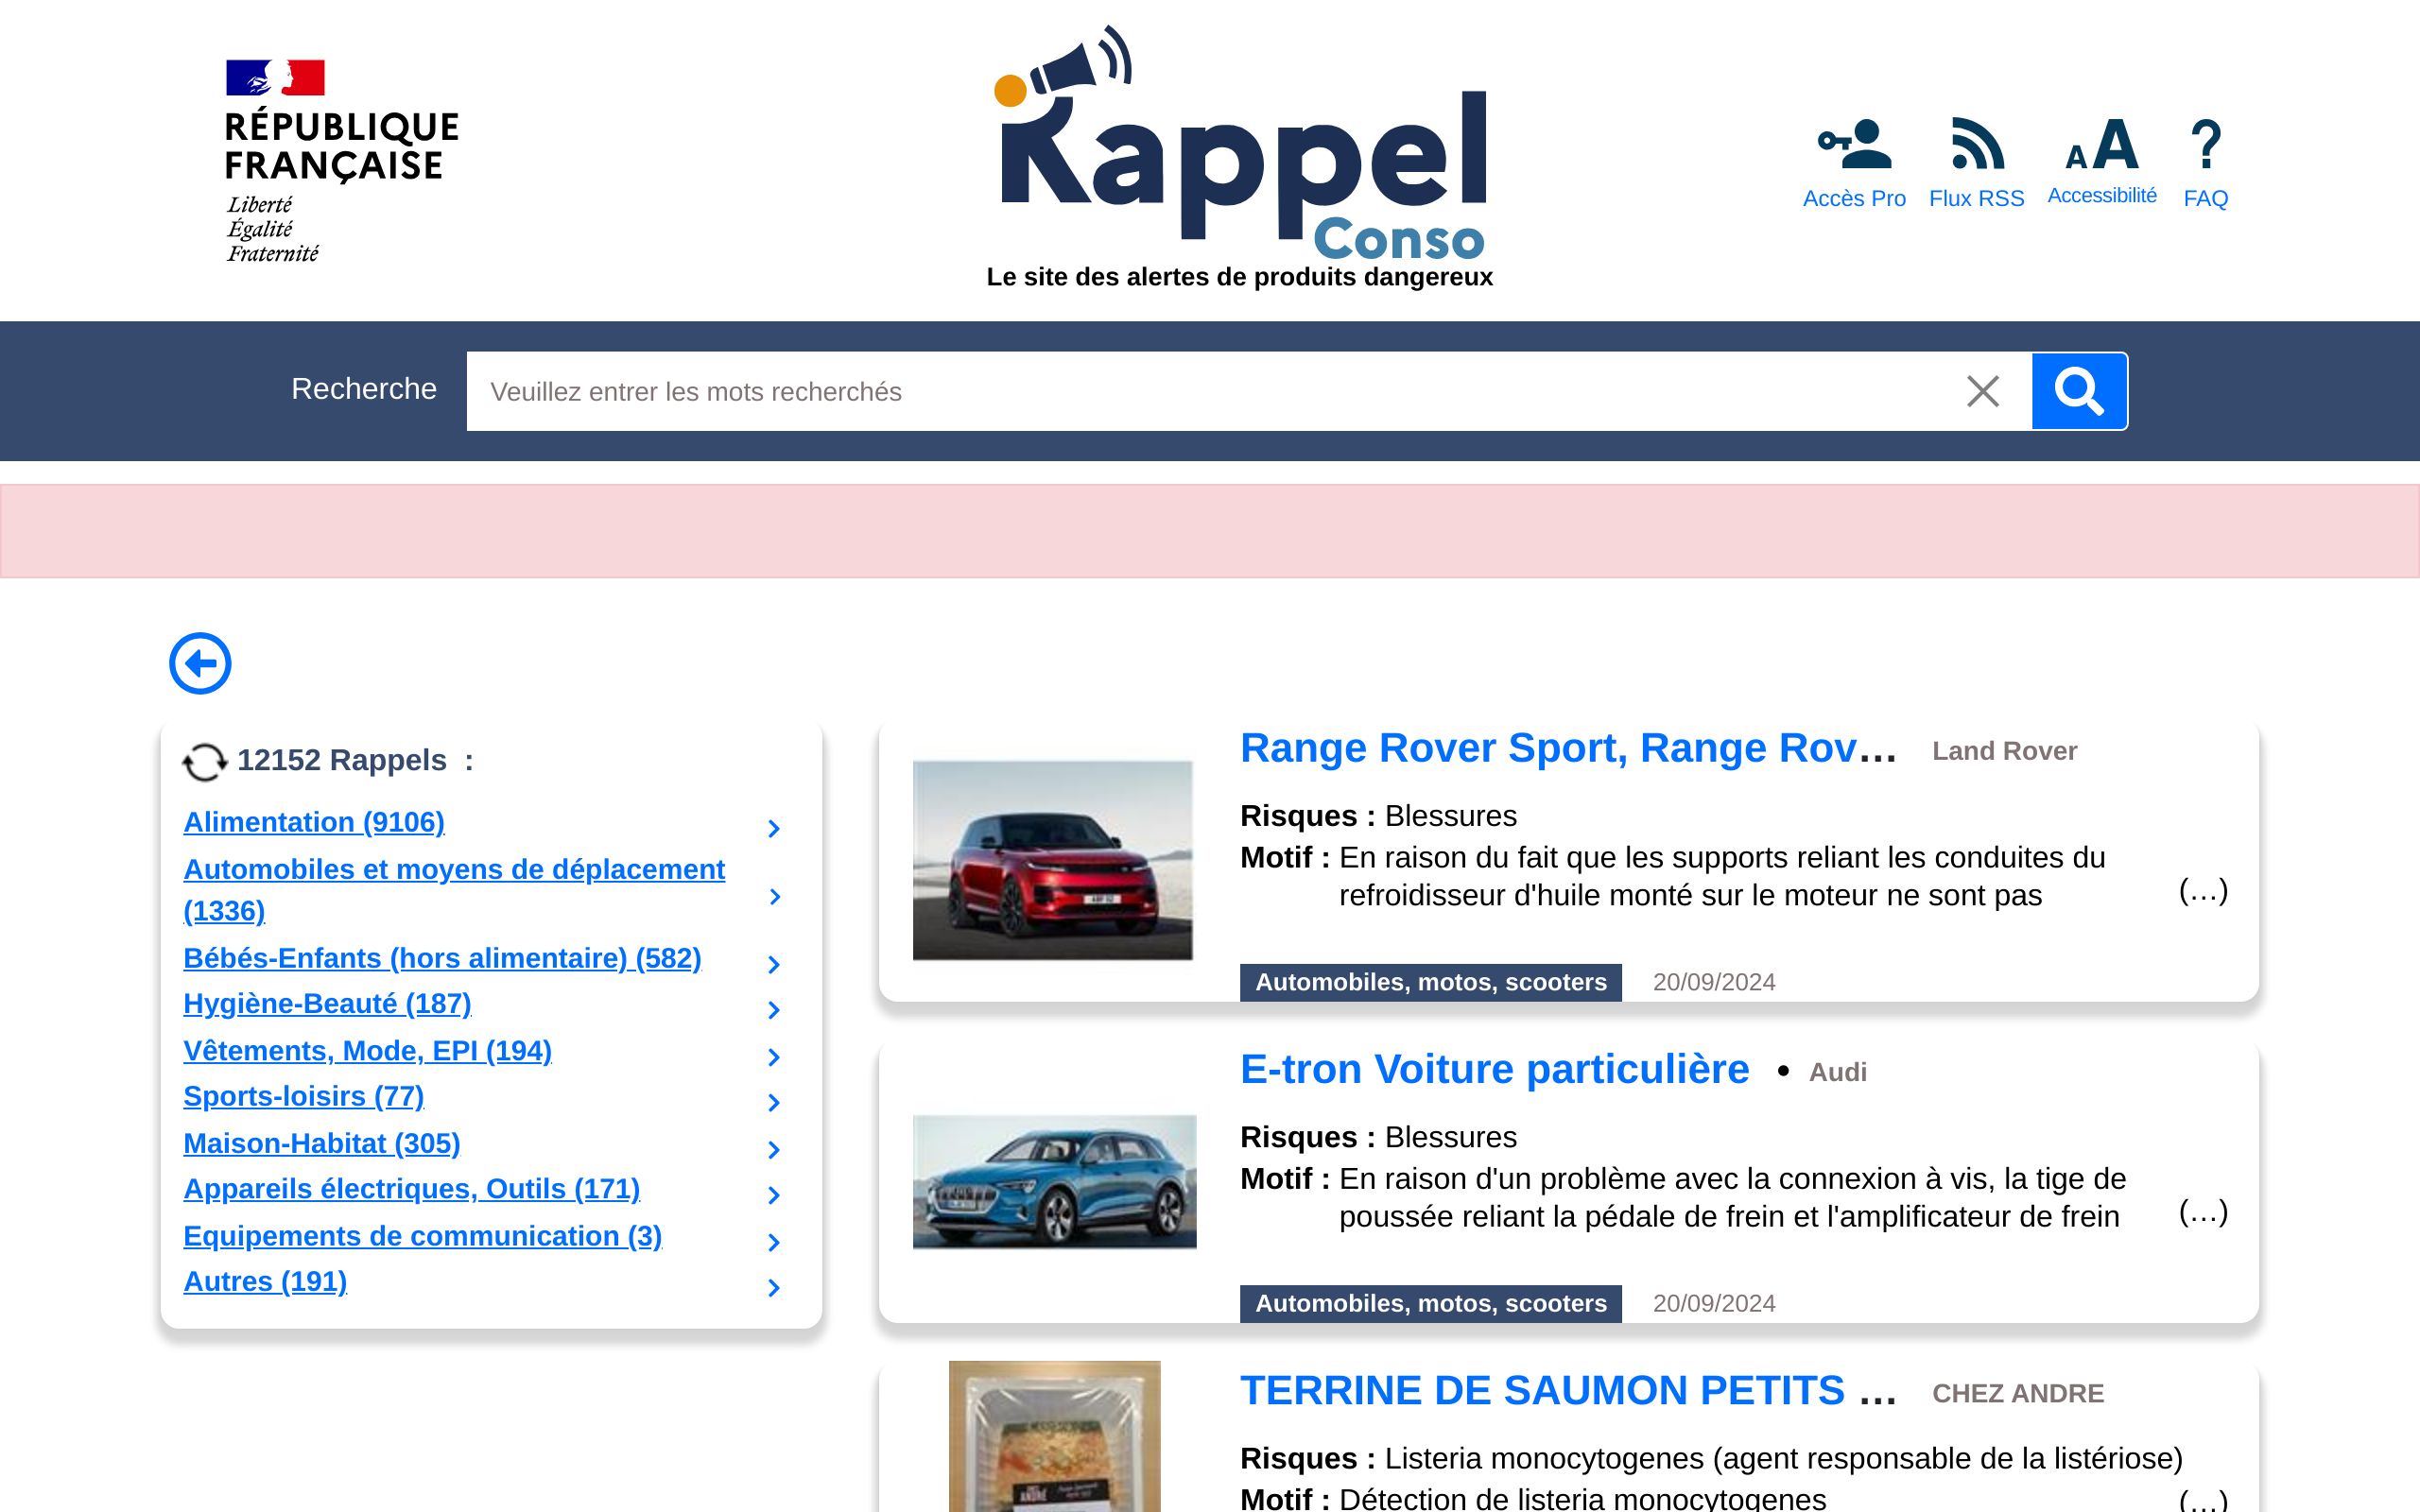 RÉPUBLIQUE
FRANÇAISE
Liberté
Égalité
Fraternité
Rappel
Conso
Le site des alertes de produits dangereux
Accès Pro
Flux RSS
Accessibilité
FAQ
Recherche
Veuillez entrer les mots recherchés
12152 Rappels :
Alimentation (9106)
Automobiles et moyens de déplacement
(1336)
Bébés-Enfants (hors alimentaire) (582)
Hygiène-Beauté (187)
Vêtements, Mode, EPI (194)
Sports-loisirs (77)
Maison-Habitat (305)
Appareils électriques, Outils (171)
Equipements de communication (3)
Autres (191)
Range Rover Sport, Range Rov… Land Rover
Risques : Blessures
Motif : En raison du fait que les supports reliant les conduites du
refroidisseur d'huile monté sur le moteur ne sont pas (…)
Automobiles, motos, scooters 20/09/2024
E-tron Voiture particulière • Audi
Risques : Blessures
Motif : En raison d'un problème avec la connexion à vis, la tige de
poussée reliant la pédale de frein et l'amplificateur de frein (…)
Automobiles, motos, scooters 20/09/2024
TERRINE DE SAUMON PETITS … CHEZ ANDRE
Risques : Listeria monocytogenes (agent responsable de la listériose)
Motif : Détection de listeria monocytogenes (…)